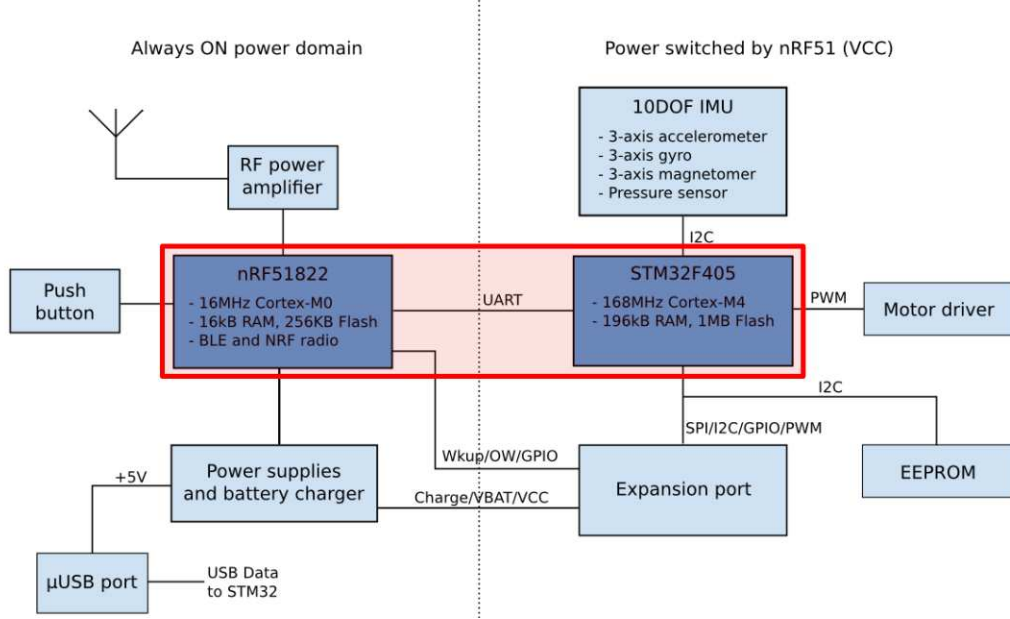 Always ON power domain
Power switched by nRF51 (VCC)
10DOF IMU
- 3-axis accelerometer
- 3-axis gyro
- 3-axis magnetomer
- Pressure sensor
RF power
amplifier
I2C
nRF51822
- 16MHz Cortex-M0
- 16kB RAM, 256KB Flash
- BLE and NRF radio
UART
STM32F405
- 168MHz Cortex-M4
- 196kB RAM, 1MB Flash
Push
button
PWM
Motor driver
I2C
SPI/I2C/GPIO/PWM
Wkup/OW/GPIO
Power supplies
and battery charger
+5V
Charge/VBAT/VCC
Expansion port
EEPROM
µUSB port
USB Data
to STM32